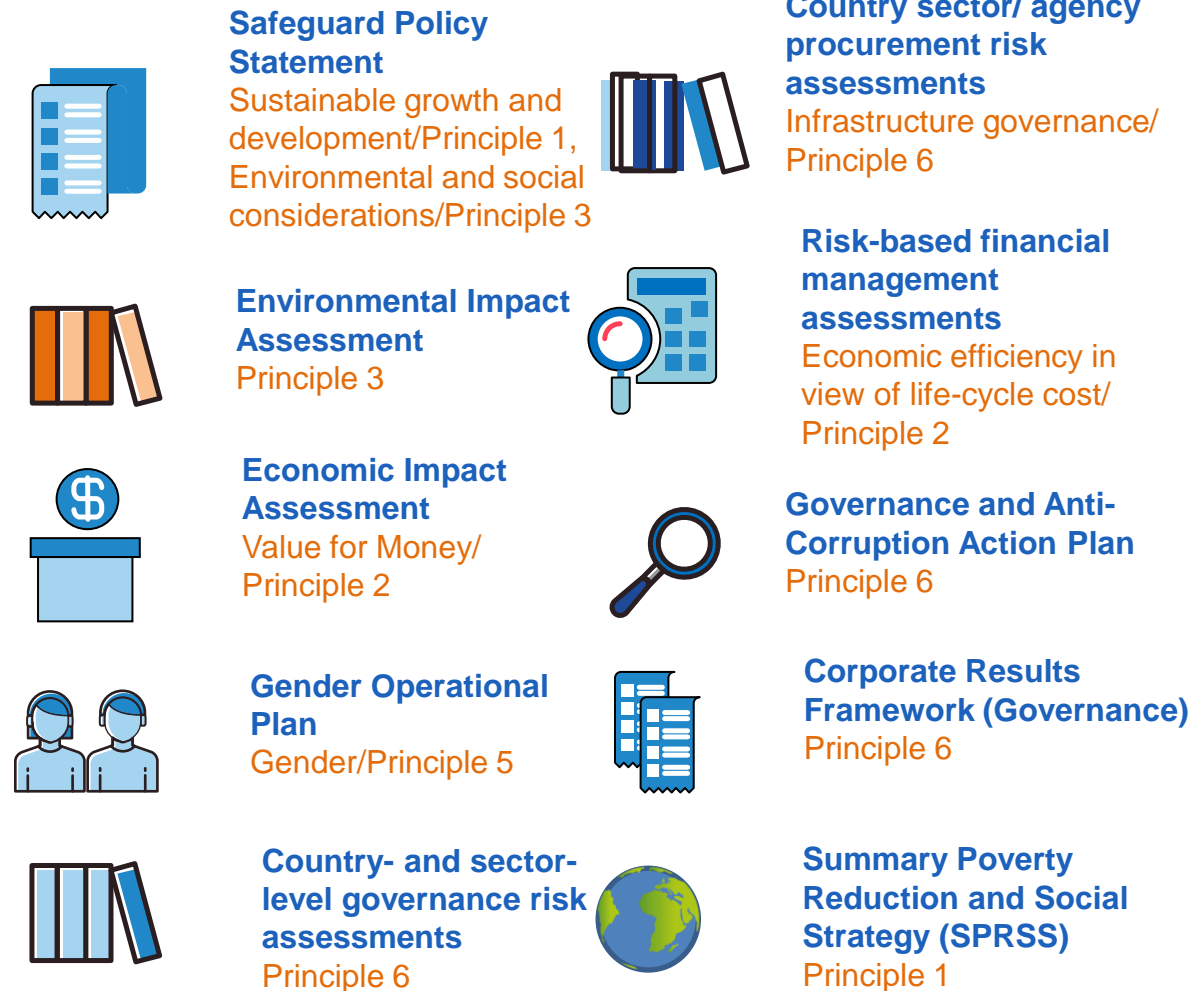 Safeguard Policy
Statement
Sustainable growth and
development/Principle 1,
Environmental and social
considerations/Principle 3
Environmental Impact
Assessment
Principle 3
Economic Impact
Assessment
Value for Money/
Principle 2
Gender Operational
Plan
Gender/Principle 5
Country- and sector-
level governance risk
assessments
Principle 6
Country sector/ agency
procurement risk
assessments
Infrastructure governance/
Principle 6
Risk-based financial
management
assessments
Economic efficiency in
view of life-cycle cost/
Principle 2
Governance and Anti-
Corruption Action Plan
Principle 6
Corporate Results
Framework (Governance)
Principle 6
Summary Poverty
Reduction and Social
Strategy (SPRSS)
Principle 1